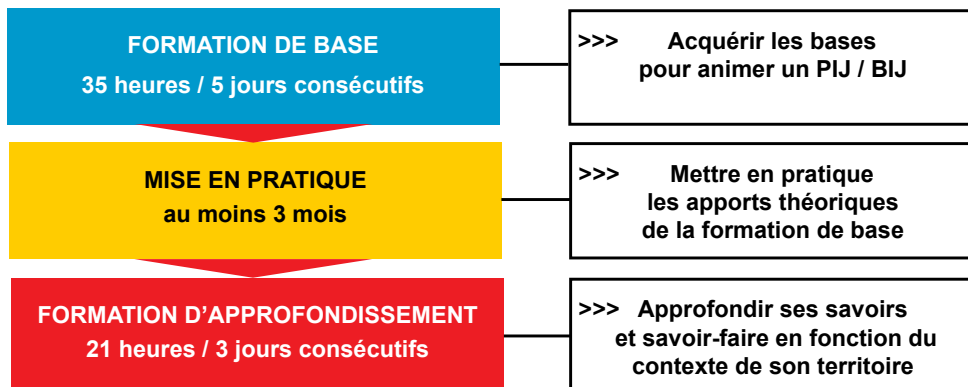 FORMATION DE BASE
35 heures / 5 jours consécutifs
>>> Acquérir les bases
pour animer un PIJ / BIJ
MISE EN PRATIQUE
au moins 3 mois
>>> Mettre en pratique
les apports théoriques
de la formation de base
FORMATION D’APPROFONDISSEMENT
21 heures / 3 jours consécutifs
>>> Approfondir ses savoirs
et savoir-faire en fonction du
contexte de son territoire